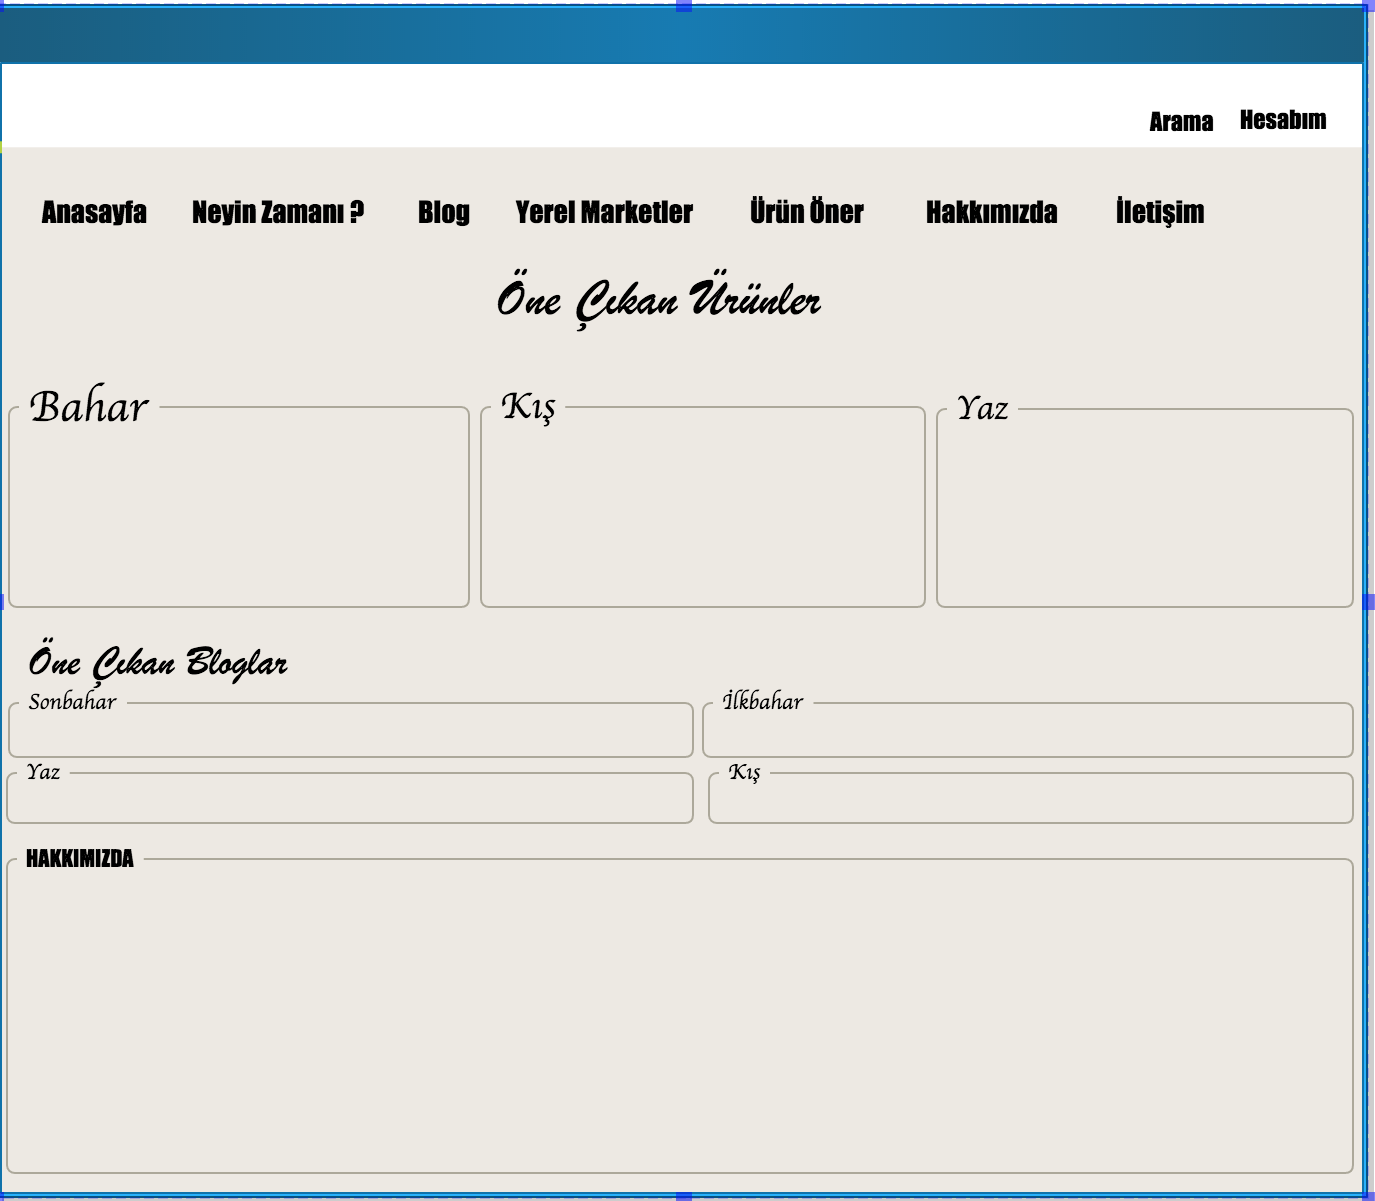 Arama Hesabım
Anasayfa Neyin Zamanı ? Blog Yerel Marketler Ürün Öner Hakkımızda İletişim
Öne Çıkan Ürünler
Bahar Kış Yaz
Öne Çıkan Bloglar
Sonbahar İlkbahar
Yaz Kış
HAKKIMIZDA